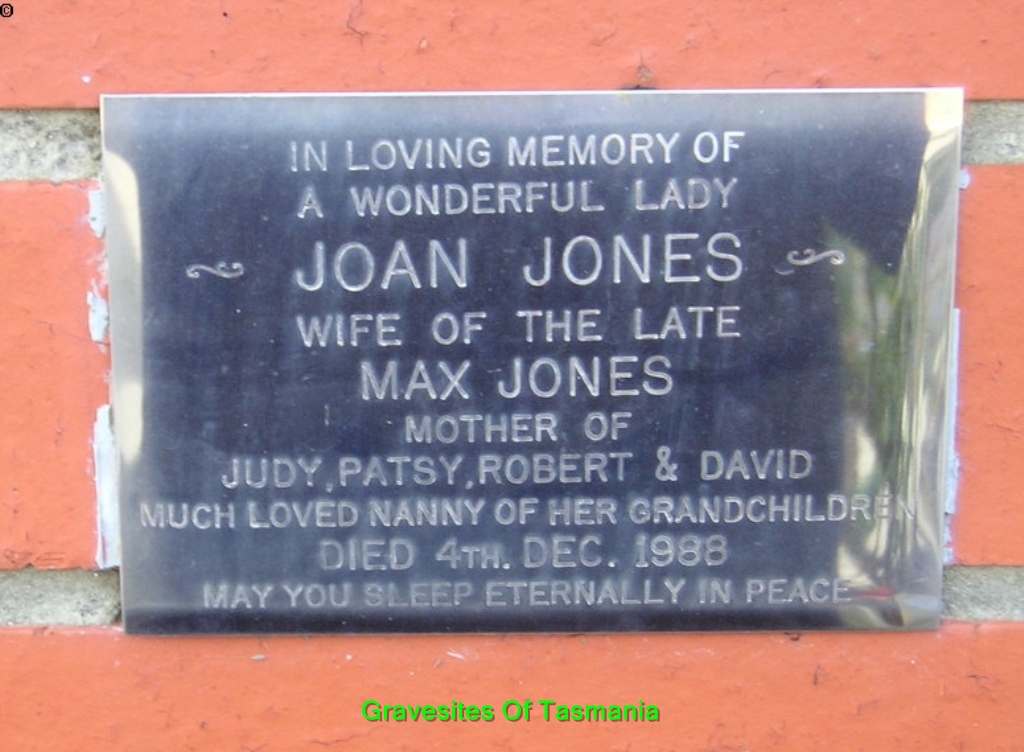 ©
IN LOVING MEMORY OF
A WONDERFUL LADY
JOAN JONES
WIFE OF THE LATE
MAX JONES
MOTHER OF
JUDY, PATSY, ROBERT & DAVID
MUCH LOVED NANNY OF HER GRANDCHILDREN
DIED 4TH. DEC. 1988
MAY YOU SLEEP ETERNALLY IN PEACE
Gravesites Of Tasmania